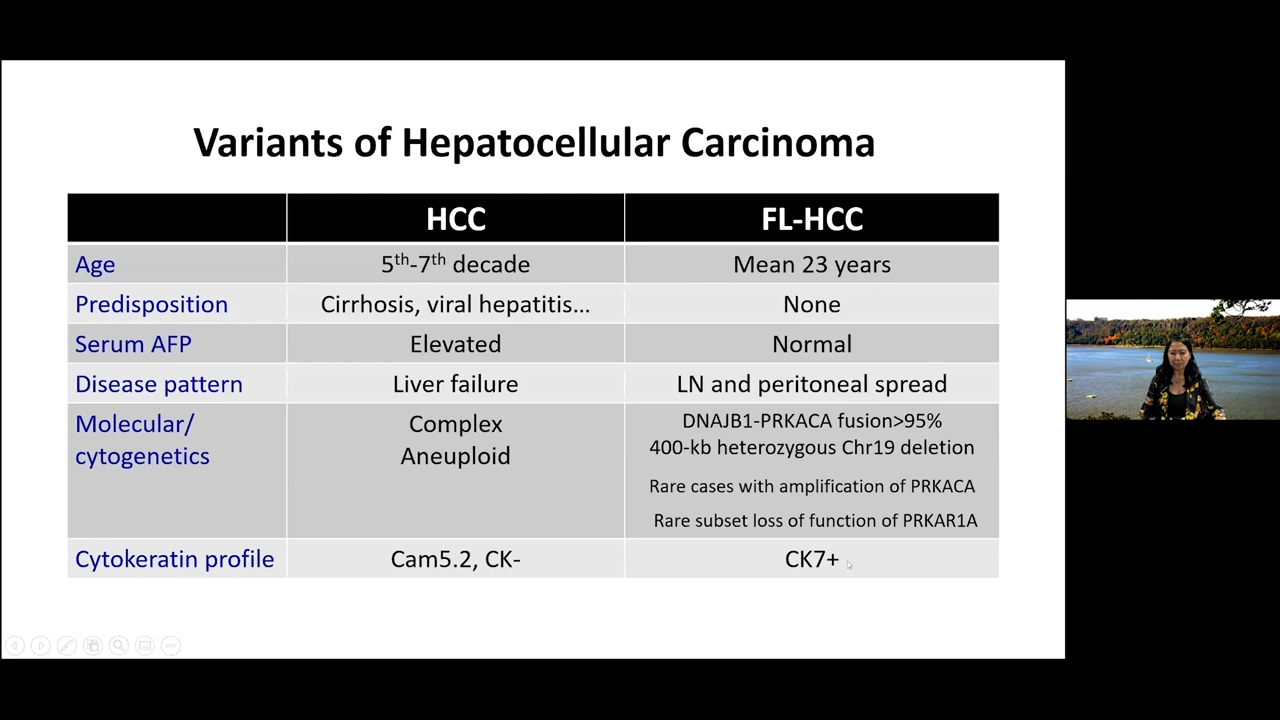 Variants of Hepatocellular Carcinoma
HCC FL-HCC
Age 5th-7th decade Mean 23 years
Predisposition Cirrhosis, viral hepatitis... None
Serum AFP Elevated Normal
Disease pattern Liver failure LN and peritoneal spread
Molecular/ Complex DNAJB1-PRKACA fusion>95%
cytogenetics Aneuploid 400-kb heterozygous Chr19 deletion
Rare cases with amplification of PRKACA
Rare subset loss of function of PRKAR1A
Cytokeratin profile Cam5.2, CK- CK7+